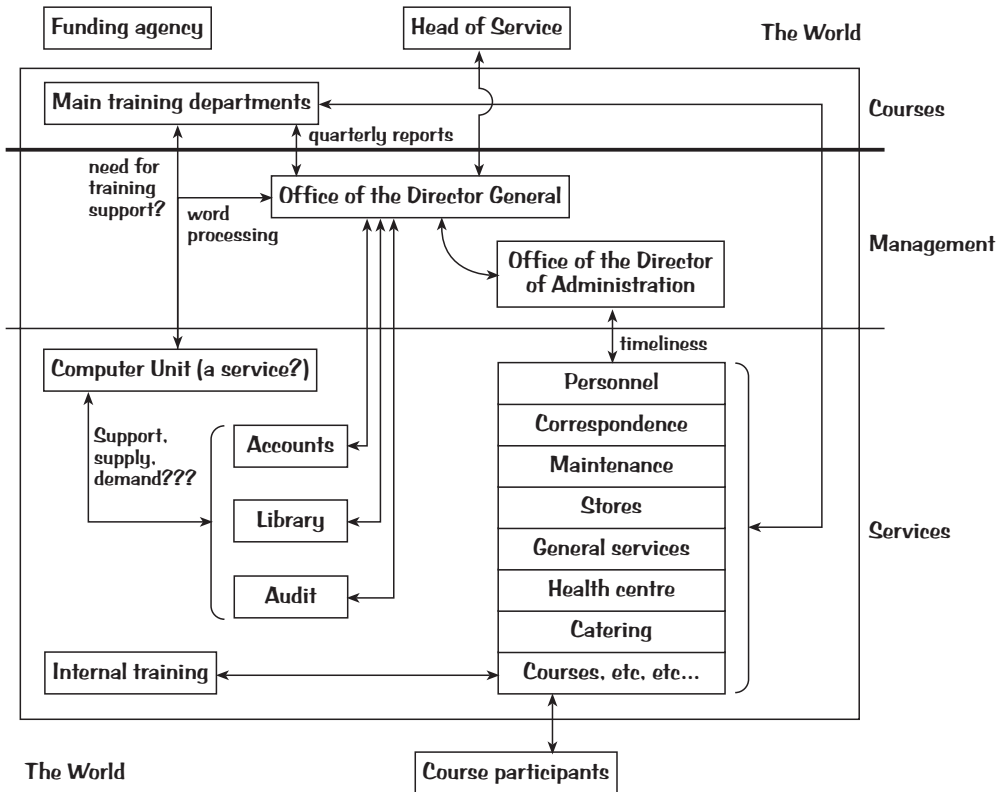 Funding agency
Head of Service
The World
Main training departments
Courses
quarterly reports
need for
training
support?
Office of the Director General
word
processing
Management
Office of the Director
of Administration
timeliness
Computer Unit (a service?)
Personnel
Correspondence
Support,
supply,
demand???
Accounts
Maintenance
Stores
Library
Services
General services
Health centre
Audit
Catering
Internal training
Courses, etc, etc...
The World
Course participants